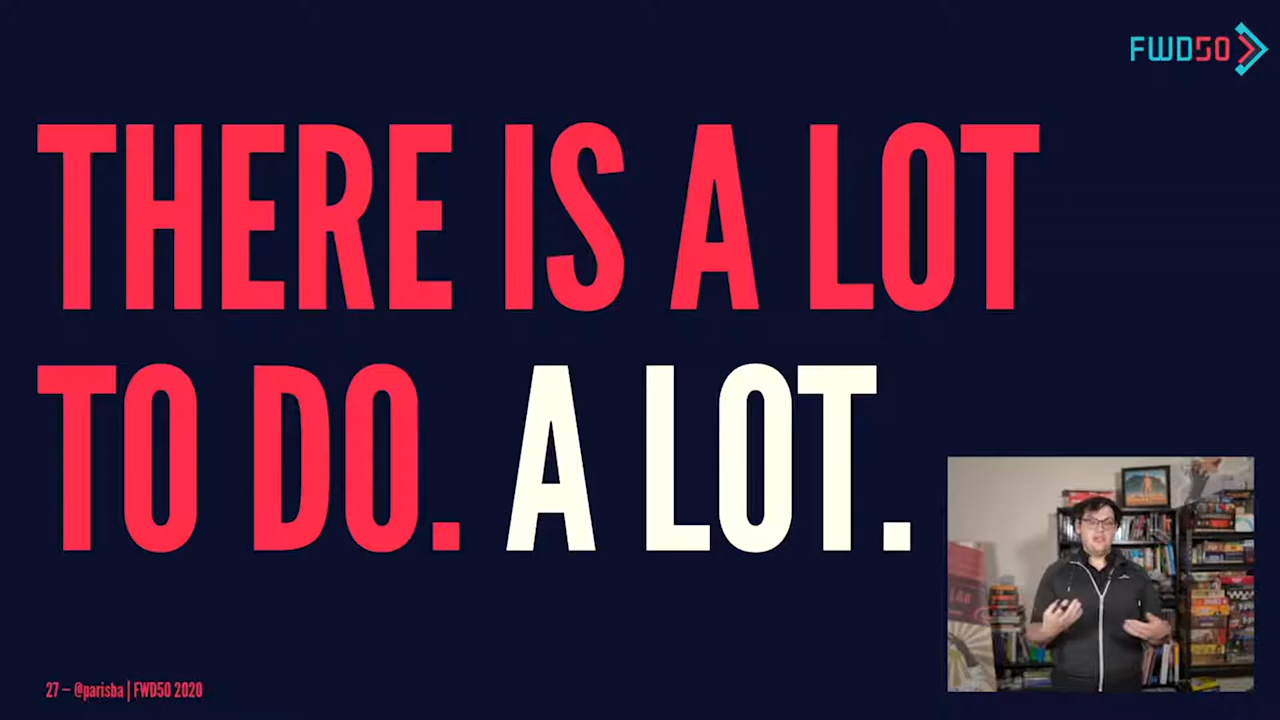 FWD50
THERE IS A LOT
TO DO. A LOT.
27 – @parisba | FWD50 2020